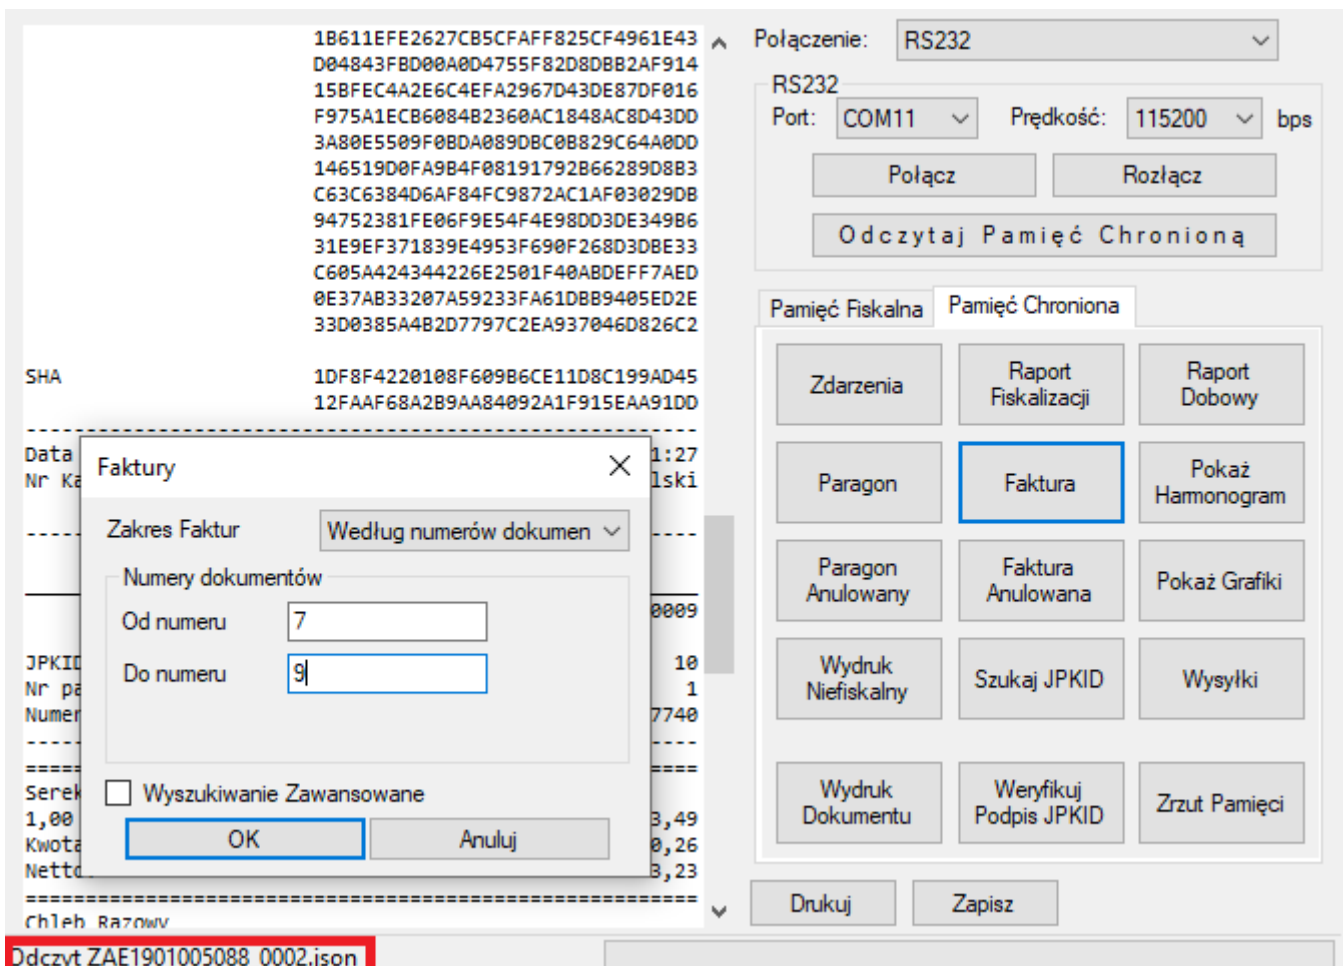 1B611EFE2627CB5CFAFF825CF4961E43
D04843FBD00A0D4755F82D8DBB2AF914
15BFEC4A2E6C4EFA2967D43DE87DF016
F975A1ECB6084B2360AC1848AC8D43DD
3A80E5509F0BDA089DBC0B829C64A0DD
146519D0FA9B4F08191792B66289D8B3
C63C6384D6AF84FC9872AC1AF03029DB
94752381FE06F9E54F4E98DD3DE349B6
31E9EF371839E4953F690F268D3DBE33
C605A424344226E2501F40ABDEFF7AED
0E37AB33207A59233FA61DBB9405ED2E
33D0385A4B2D7797C2EA937046D826C2
SHA 1DF8F4220108F609B6CE11D8C199AD45
12FAAF68A2B9AA84092A1F915EAA91DD
Data 1:27
Nr Ka lski
0009
JPKID 10
Nr pa 1
Numer 7740
Serek
1,00 3,49
Kwota 0,26
Netto 3,23
Chleb Razowy
Faktury
Zakres Faktur Według numerów dokumen
Numery dokumentów
Od numeru 7
Do numeru 9
Wyszukiwanie Zawansowane
OK Anuluj
Odczyt ZAE1901005088_0002.json
Połączenie: RS232
RS232
Port: COM11 Prędkość: 115200 bps
Połącz Rozłącz
Odczytaj Pamięć Chronioną
Pamięć Fiskalna Pamięć Chroniona
Zdarzenia
Raport
Fiskalizacji
Raport
Dobowy
Paragon
Faktura
Pokaż
Harmonogram
Paragon
Anulowany
Faktura
Anulowana
Pokaż Grafiki
Wydruk
Niefiskalny
Szukaj JPKID
Wysyłki
Wydruk
Dokumentu
Weryfikuj
Podpis JPKID
Zrzut Pamięci
Drukuj Zapisz